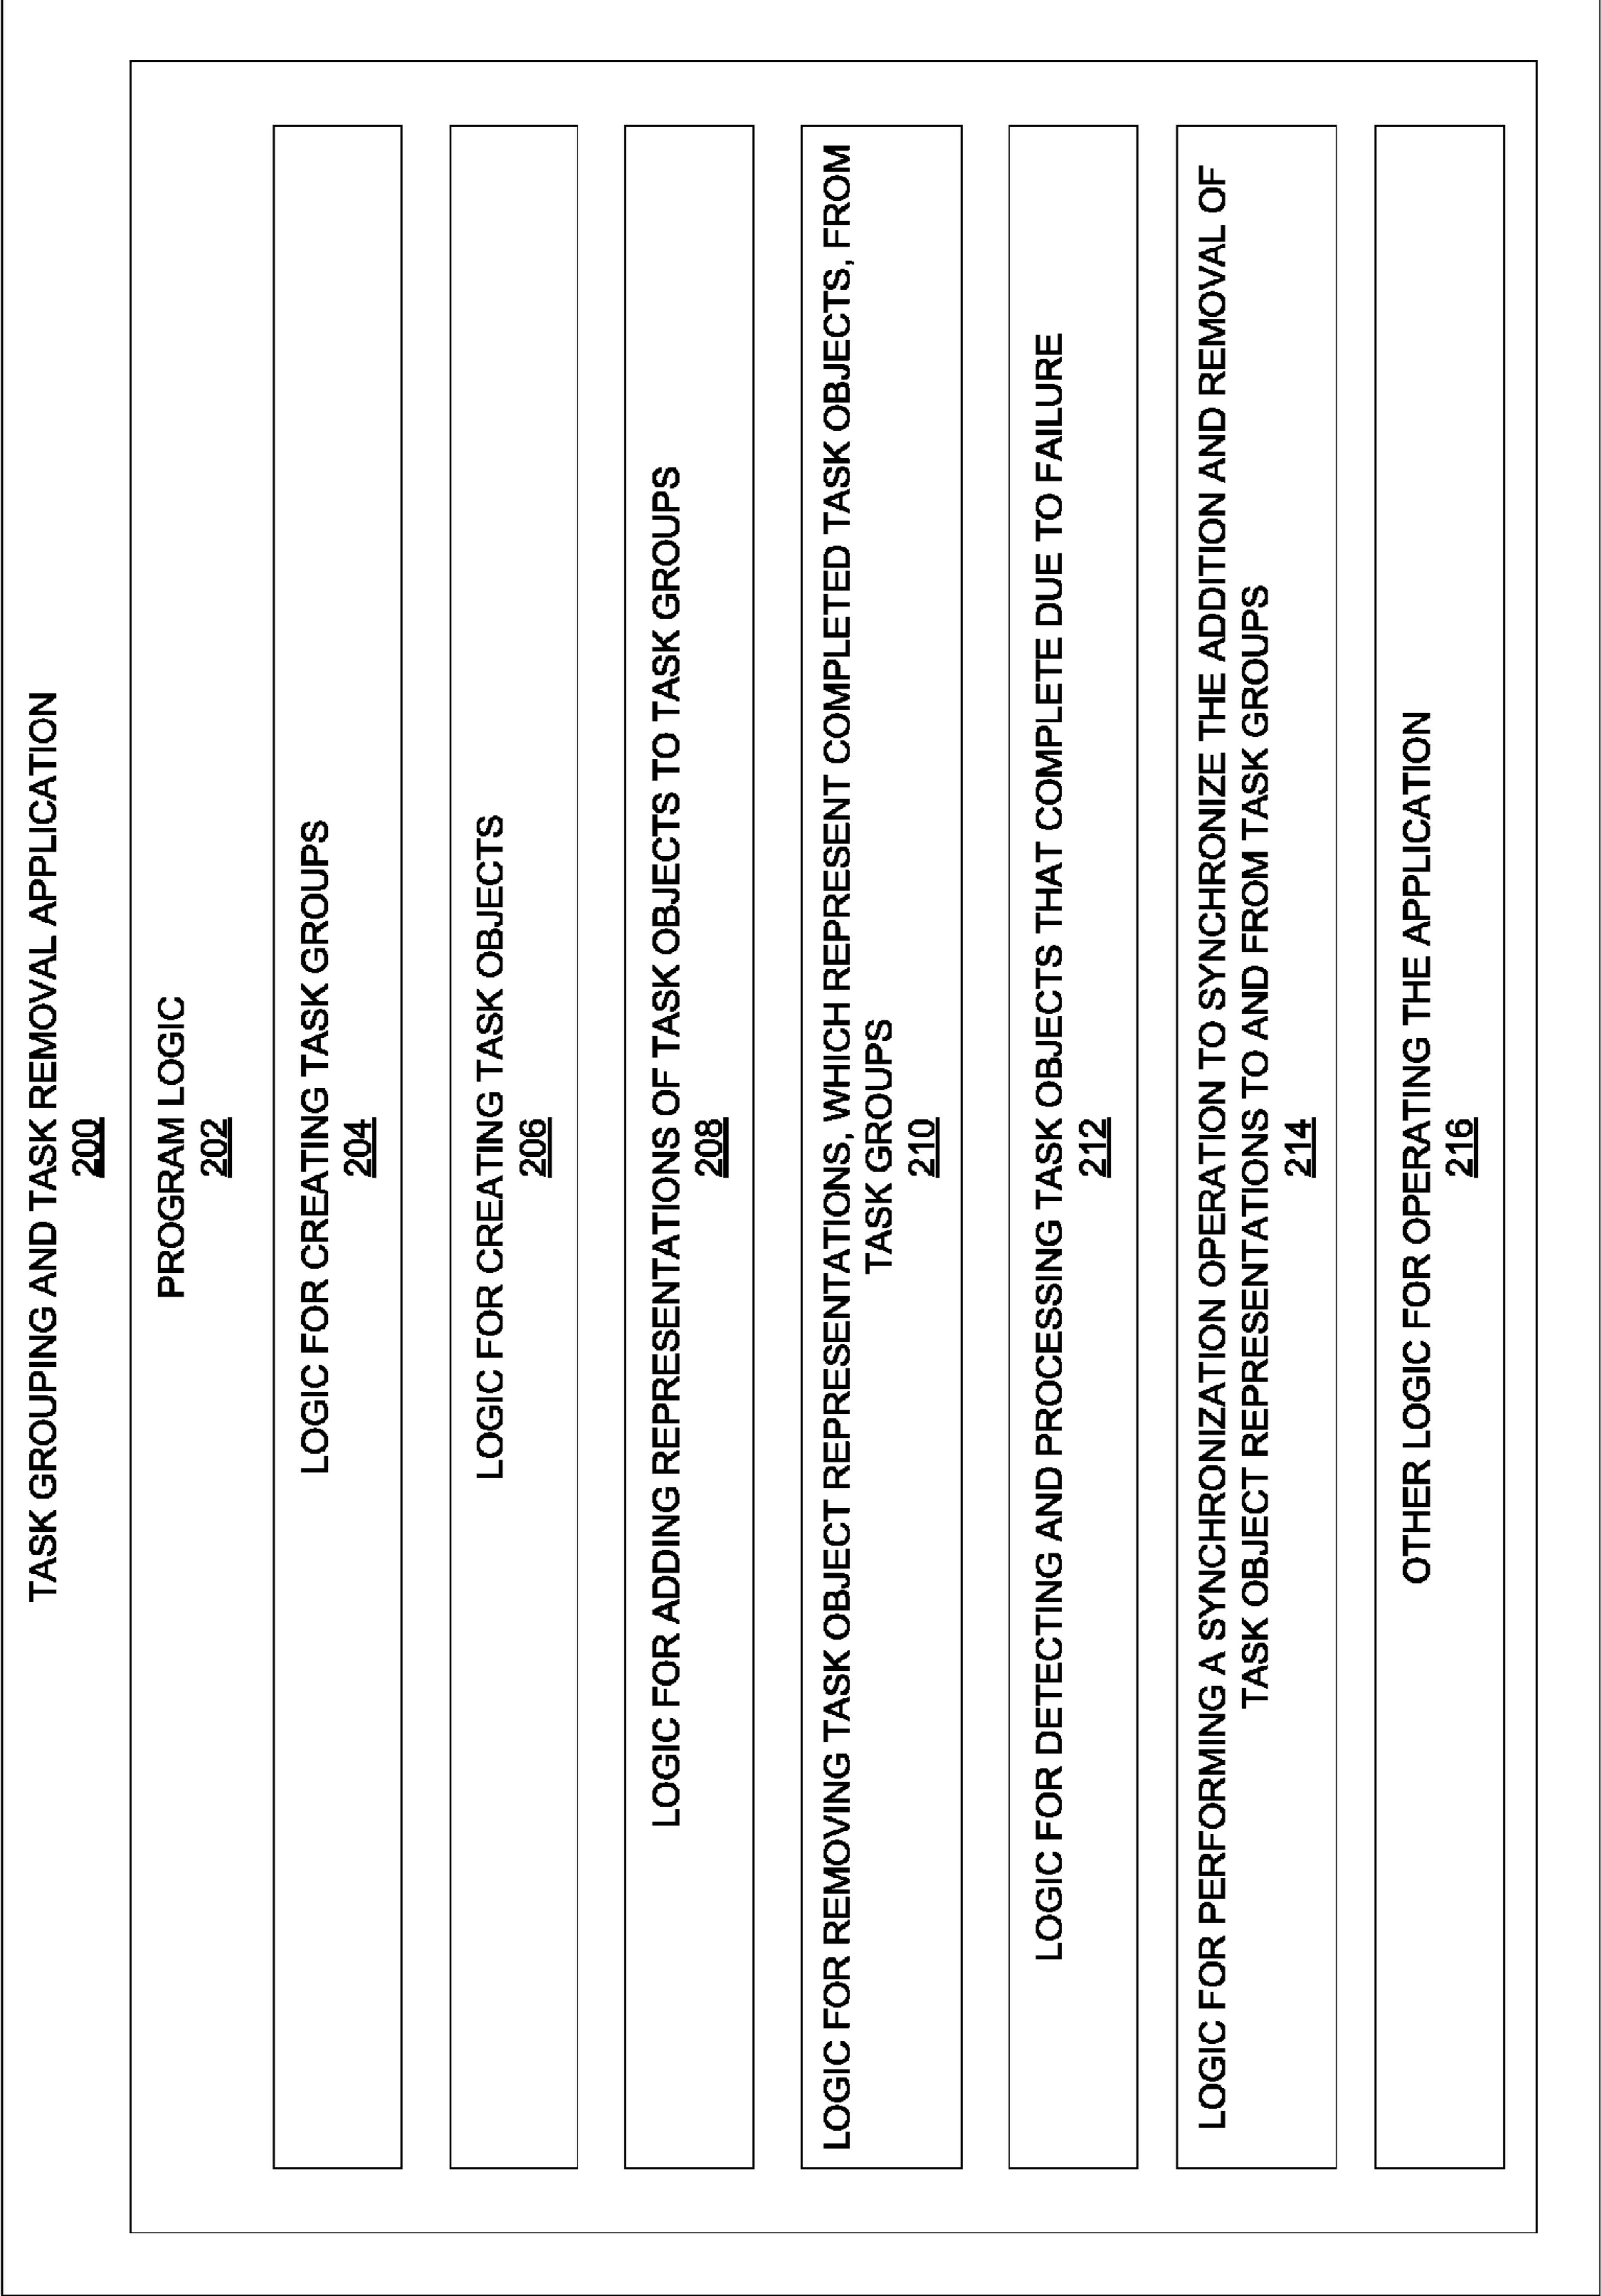 TASK GROUPING AND TASK REMOVAL APPLICATION
200
PROGRAM LOGIC
202
LOGIC FOR CREATING TASK GROUPS
204
LOGIC FOR CREATING TASK OBJECTS
206
LOGIC FOR ADDING REPRESENTATIONS OF TASK OBJECTS TO TASK GROUPS
208
LOGIC FOR REMOVING TASK OBJECT REPRESENTATIONS, WHICH REPRESENT COMPLETED TASK OBJECTS, FROM
TASK GROUPS
210
LOGIC FOR DETECTING AND PROCESSING TASK OBJECTS THAT COMPLETE DUE TO FAILURE
212
LOGIC FOR PERFORMING A SYNCHRONIZATION OPERATION TO SYNCHRONIZE THE ADDITION AND REMOVAL OF
TASK OBJECT REPRESENTATIONS TO AND FROM TASK GROUPS
214
OTHER LOGIC FOR OPERATING THE APPLICATION
216